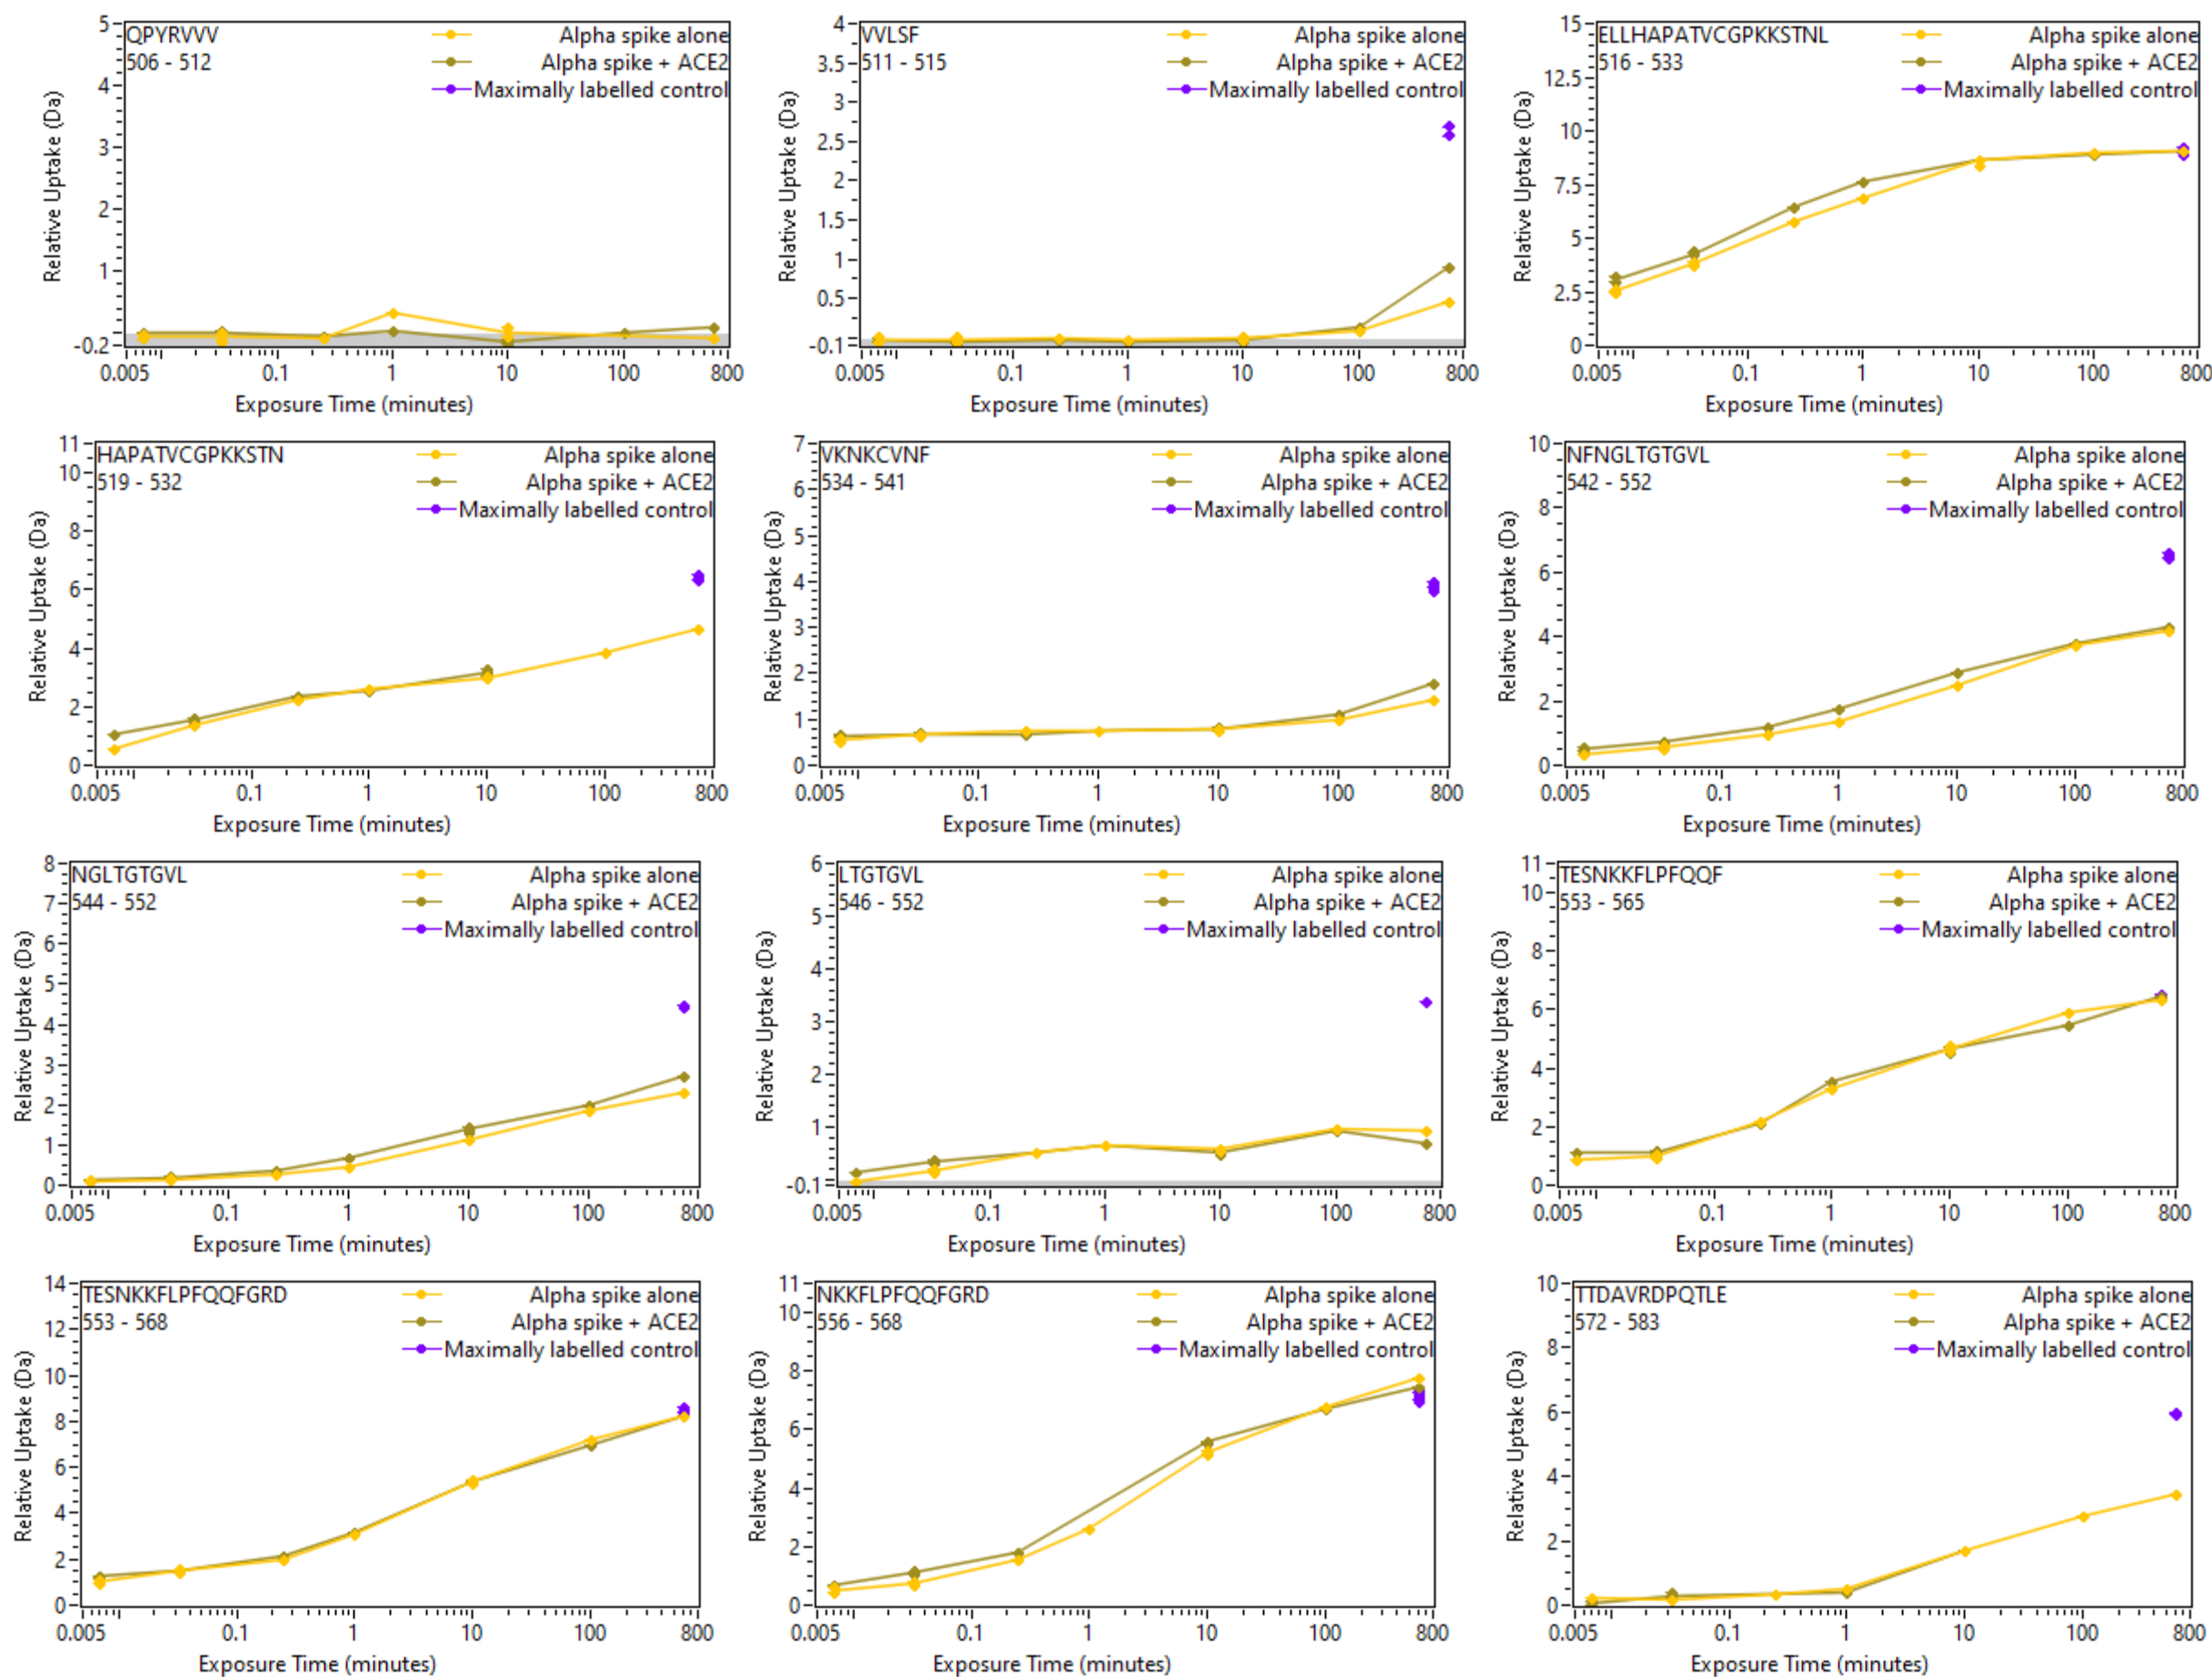 QPYRVVV
506 - 512
Alpha spike alone
Alpha spike + ACE2
Maximally labelled control
Relative Uptake (Da)
5
4
3
2
1
-0.2
0.005 0.1 1 10 100 800
Exposure Time (minutes)
VVLSF
511 - 515
Alpha spike alone
Alpha spike + ACE2
Maximally labelled control
Relative Uptake (Da)
4
3.5
3
2.5
2
1.5
1
0.5
-0.1
0.005 0.1 1 10 100 800
Exposure Time (minutes)
ELLHAPATVCGPKKSTNL
516 - 533
Alpha spike alone
Alpha spike + ACE2
Maximally labelled control
Relative Uptake (Da)
15
12.5
10
7.5
5
2.5
0
0.005 0.1 1 10 100 800
Exposure Time (minutes)
HAPATVCGPKKSTN
519 - 532
Alpha spike alone
Alpha spike + ACE2
Maximally labelled control
Relative Uptake (Da)
11
10
8
6
4
2
0
0.005 0.1 1 10 100 800
Exposure Time (minutes)
VKNKCVNF
534 - 541
Alpha spike alone
Alpha spike + ACE2
Maximally labelled control
Relative Uptake (Da)
7
6
5
4
3
2
1
0
0.005 0.1 1 10 100 800
Exposure Time (minutes)
NFNGLTGTGVL
542 - 552
Alpha spike alone
Alpha spike + ACE2
Maximally labelled control
Relative Uptake (Da)
10
8
6
4
2
0
0.005 0.1 1 10 100 800
Exposure Time (minutes)
NGLTGTGVL
544 - 552
Alpha spike alone
Alpha spike + ACE2
Maximally labelled control
Relative Uptake (Da)
8
7
6
5
4
3
2
1
0
0.005 0.1 1 10 100 800
Exposure Time (minutes)
LTGTGVL
546 - 552
Alpha spike alone
Alpha spike + ACE2
Maximally labelled control
Relative Uptake (Da)
6
5
4
3
2
1
-0.1
0.005 0.1 1 10 100 800
Exposure Time (minutes)
TESNKKFLPFQQF
553 - 565
Alpha spike alone
Alpha spike + ACE2
Maximally labelled control
Relative Uptake (Da)
11
10
8
6
4
2
0
0.005 0.1 1 10 100 800
Exposure Time (minutes)
TESNKKFLPFQQFGRD
553 - 568
Alpha spike alone
Alpha spike + ACE2
Maximally labelled control
Relative Uptake (Da)
14
12
10
8
6
4
2
0
0.005 0.1 1 10 100 800
Exposure Time (minutes)
NKKFLPFQQFGRD
556 - 568
Alpha spike alone
Alpha spike + ACE2
Maximally labelled control
Relative Uptake (Da)
11
10
8
6
4
2
0
0.005 0.1 1 10 100 800
Exposure Time (minutes)
TTDAVRDPQTLE
572 - 583
Alpha spike alone
Alpha spike + ACE2
Maximally labelled control
Relative Uptake (Da)
10
8
6
4
2
0
0.005 0.1 1 10 100 800
Exposure Time (minutes)